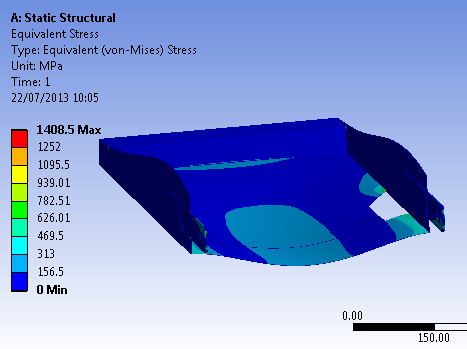 A: Static Structural
Equivalent Stress
Type: Equivalent (von-Mises) Stress
Unit: MPa
Time: 1
22/07/2013 10:05
1408.5 Max
1252
1095.5
939.01
782.51
626.01
469.5
313
156.5
0 Min
0.00
150.00